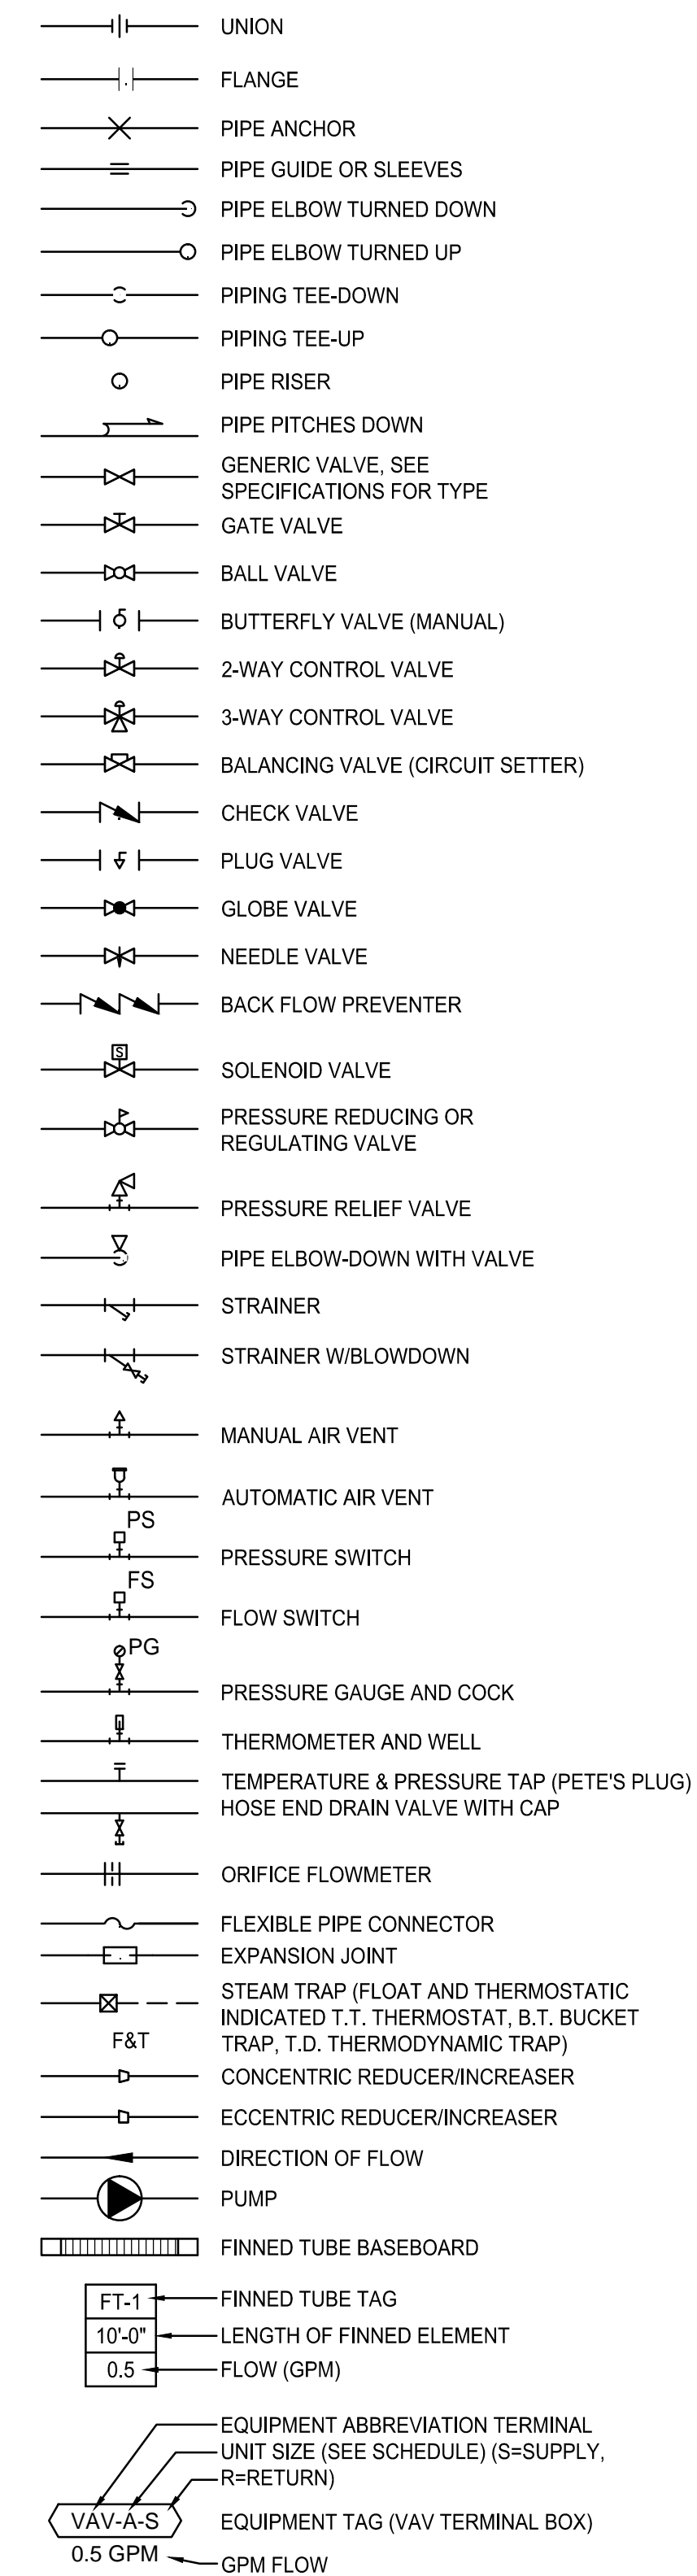 UNION
FLANGE
PIPE ANCHOR
PIPE GUIDE OR SLEEVES
PIPE ELBOW TURNED DOWN
PIPE ELBOW TURNED UP
PIPING TEE-DOWN
PIPING TEE-UP
PIPE RISER
PIPE PITCHES DOWN
GENERIC VALVE, SEE
SPECIFICATIONS FOR TYPE
GATE VALVE
BALL VALVE
BUTTERFLY VALVE (MANUAL)
2-WAY CONTROL VALVE
3-WAY CONTROL VALVE
BALANCING VALVE (CIRCUIT SETTER)
CHECK VALVE
PLUG VALVE
GLOBE VALVE
NEEDLE VALVE
BACK FLOW PREVENTER
S
SOLENOID VALVE
PRESSURE REDUCING OR
REGULATING VALVE
PRESSURE RELIEF VALVE
PIPE ELBOW-DOWN WITH VALVE
STRAINER
STRAINER W/BLOWDOWN
MANUAL AIR VENT
AUTOMATIC AIR VENT
PS
PRESSURE SWITCH
FS
FLOW SWITCH
PG
PRESSURE GAUGE AND COCK
THERMOMETER AND WELL
TEMPERATURE & PRESSURE TAP (PETE'S PLUG)
HOSE END DRAIN VALVE WITH CAP
ORIFICE FLOWMETER
FLEXIBLE PIPE CONNECTOR
EXPANSION JOINT
STEAM TRAP (FLOAT AND THERMOSTATIC
INDICATED T.T. THERMOSTAT, B.T. BUCKET
TRAP, T.D. THERMODYNAMIC TRAP)
F&T
CONCENTRIC REDUCER/INCREASER
ECCENTRIC REDUCER/INCREASER
DIRECTION OF FLOW
PUMP
FINNED TUBE BASEBOARD
FT-1 FINNED TUBE TAG
10'-0" LENGTH OF FINNED ELEMENT
0.5 FLOW (GPM)
EQUIPMENT ABBREVIATION TERMINAL
UNIT SIZE (SEE SCHEDULE) (S=SUPPLY,
R=RETURN)
VAV-A-S EQUIPMENT TAG (VAV TERMINAL BOX)
0.5 GPM GPM FLOW